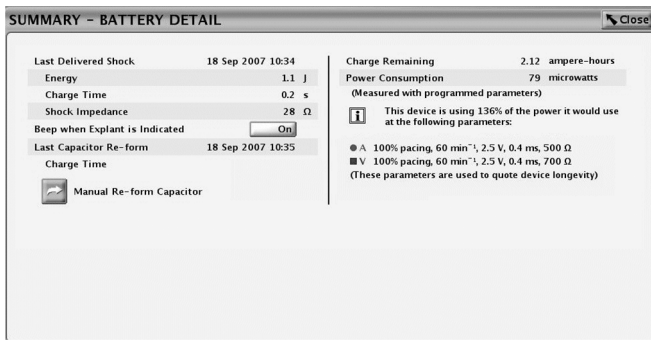 SUMMARY – BATTERY DETAIL
Close
Last Delivered Shock 18 Sep 2007 10:34
Energy 1.1 J
Charge Time 0.2 s
Shock Impedance 28 Ω
Beep when Explant is Indicated On
Last Capacitor Re-form 18 Sep 2007 10:35
Charge Time
Manual Re-form Capacitor
Charge Remaining 2.12 ampere-hours
Power Consumption 79 microwatts
(Measured with programmed parameters)
i This device is using 136% of the power it would use
at the following parameters:
A 100% pacing, 60 min⁻¹, 2.5 V, 0.4 ms, 500 Ω
V 100% pacing, 60 min⁻¹, 2.5 V, 0.4 ms, 700 Ω
(These parameters are used to quote device longevity)